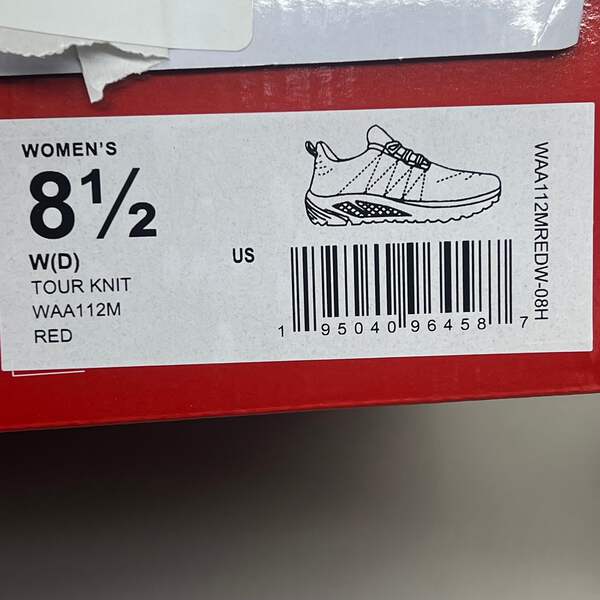 WOMEN'S
8½
W(D)
US
TOUR KNIT
WAA112M
RED
1 95040 96458 7
WAA112MREDW-08H